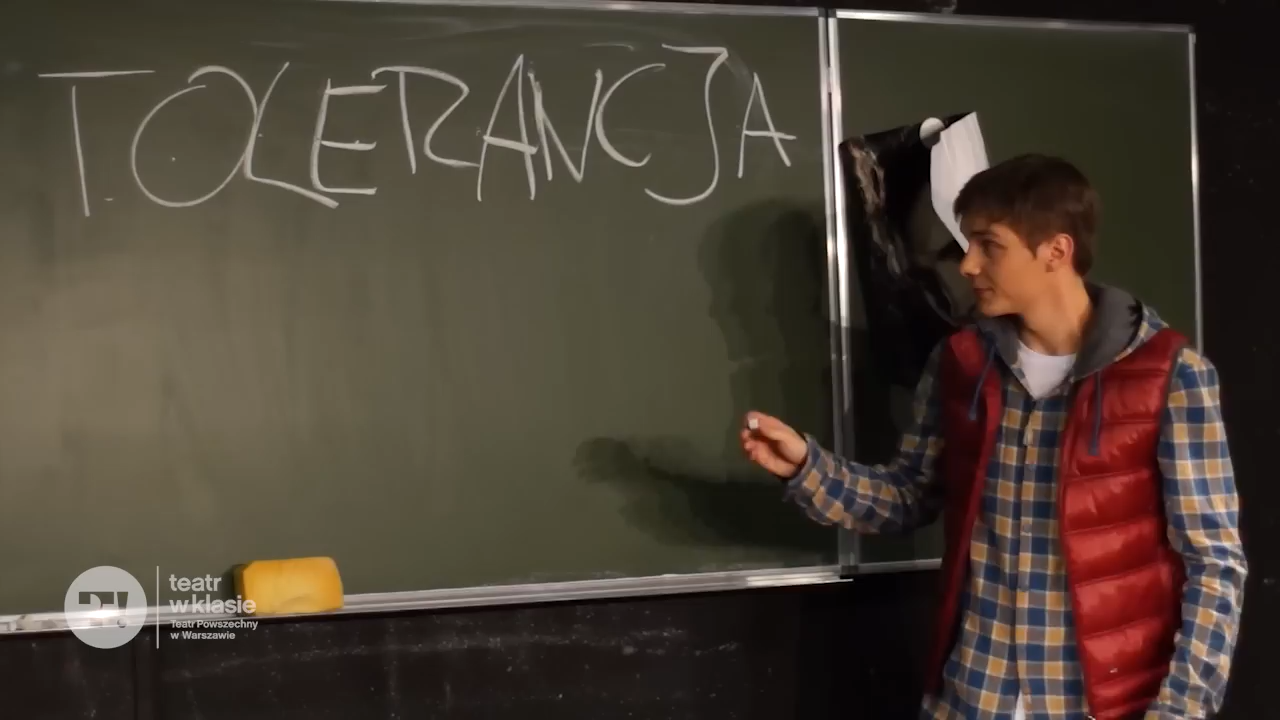 TOLERANCJA
P!
teatr
w klasie
Teatr Powszechny
w Warszawie